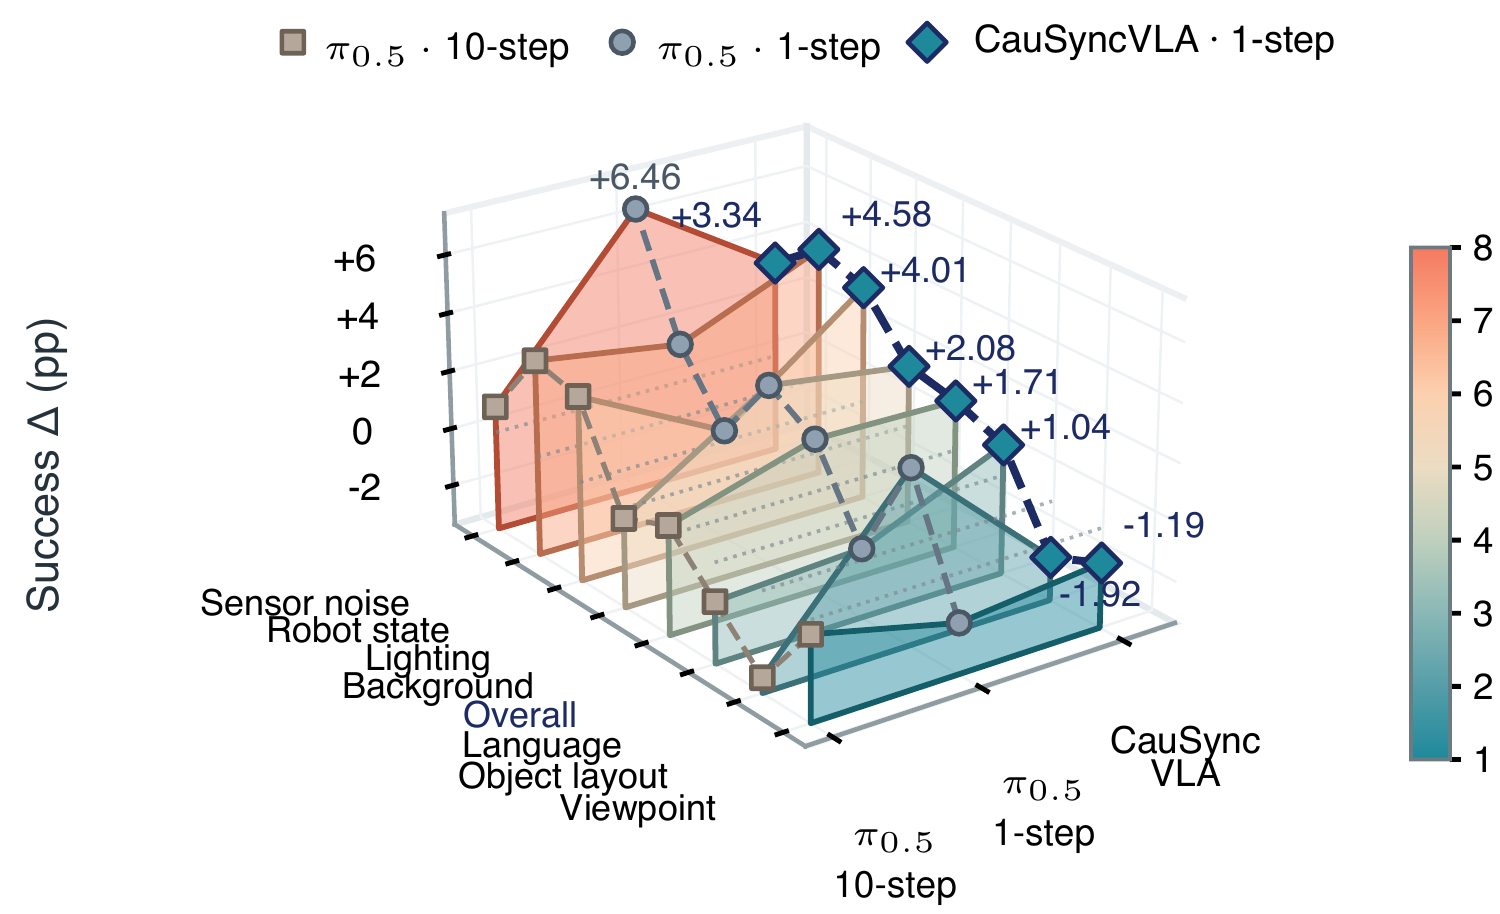 π0.5 · 10-step
π0.5 · 1-step
CauSyncVLA · 1-step
+6.46
+3.34
+4.58
+4.01
+2.08
+1.71
+1.04
-1.19
-1.92
Success Δ (pp)
+6
+4
+2
0
-2
Sensor noise
Robot state
Lighting
Background
Overall
Language
Object layout
Viewpoint
π0.5
10-step
π0.5
1-step
CauSync
VLA
8
7
6
5
4
3
2
1